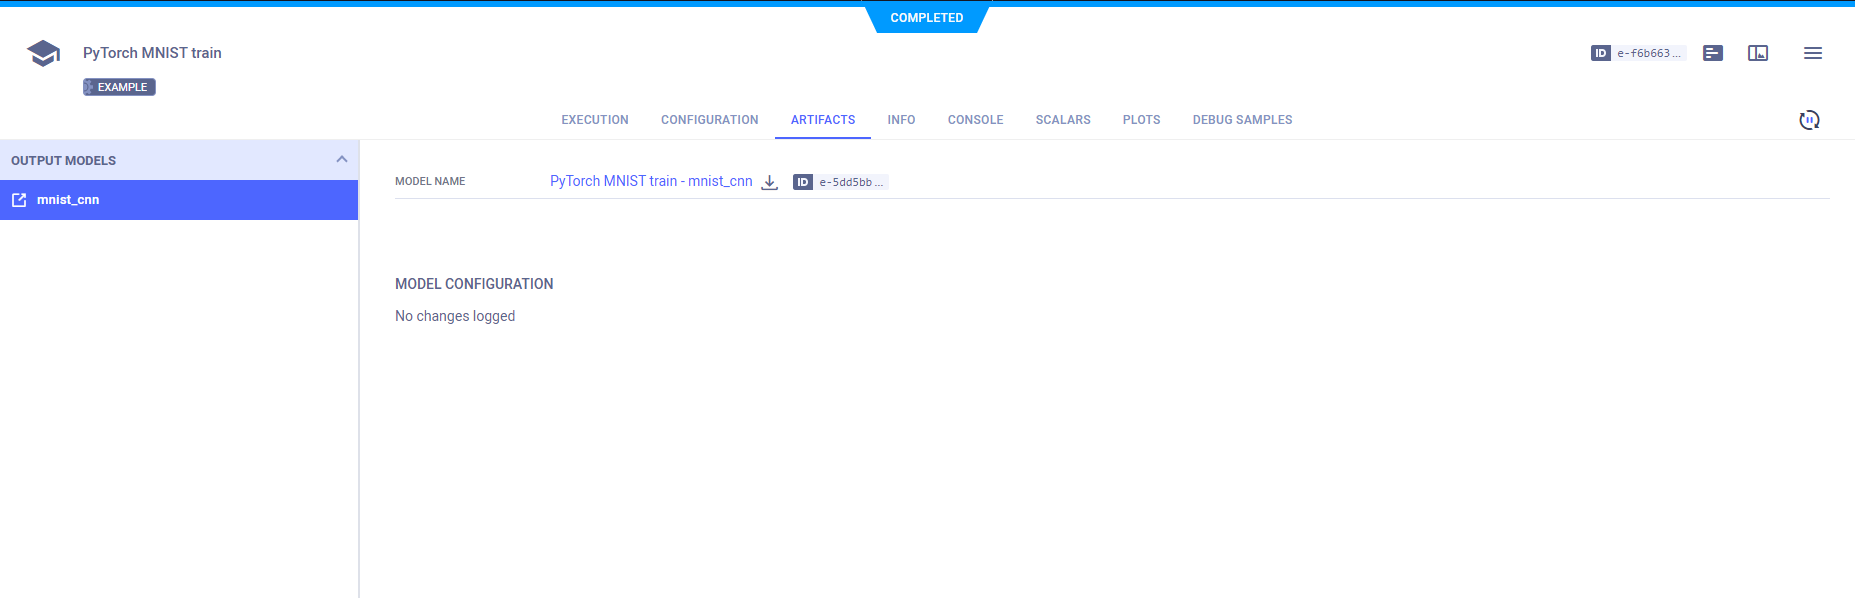 COMPLETED
PyTorch MNIST train
ID e-f6b663...
EXAMPLE
EXECUTION CONFIGURATION ARTIFACTS INFO CONSOLE SCALARS PLOTS DEBUG SAMPLES
OUTPUT MODELS
mnist_cnn
MODEL NAME PyTorch MNIST train - mnist_cnn ID e-5dd5bb...
MODEL CONFIGURATION
No changes logged